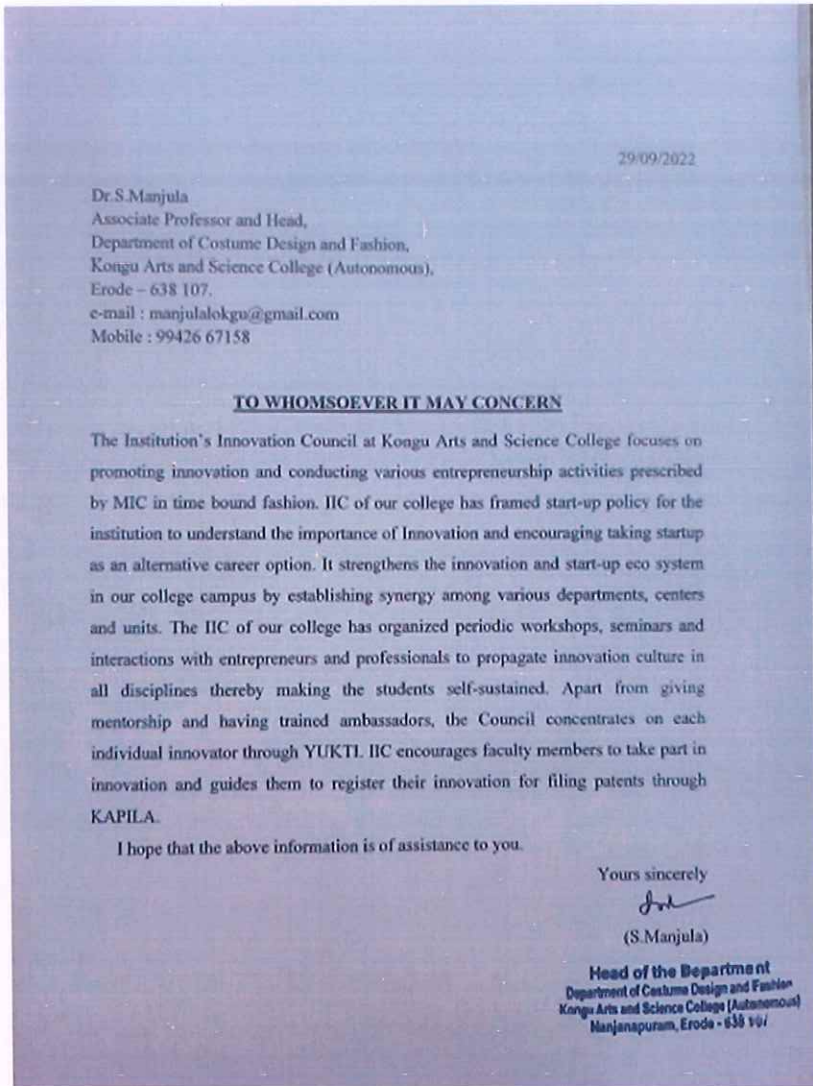 29/09/2022
Dr.S.Manjula
Associate Professor and Head,
Department of Costume Design and Fashion,
Kongu Arts and Science College (Autonomous),
Erode – 638 107.
e-mail : manjulalokgu@gmail.com
Mobile : 99426 67158
TO WHOMSOEVER IT MAY CONCERN
The Institution's Innovation Council at Kongu Arts and Science College focuses on
promoting innovation and conducting various entrepreneurship activities prescribed
by MIC in time bound fashion. IIC of our college has framed start-up policy for the
institution to understand the importance of Innovation and encouraging taking startup
as an alternative career option. It strengthens the innovation and start-up eco system
in our college campus by establishing synergy among various departments, centers
and units. The IIC of our college has organized periodic workshops, seminars and
interactions with entrepreneurs and professionals to propagate innovation culture in
all disciplines thereby making the students self-sustained. Apart from giving
mentorship and having trained ambassadors, the Council concentrates on each
individual innovator through YUKTI. IIC encourages faculty members to take part in
innovation and guides them to register their innovation for filing patents through
KAPILA.
I hope that the above information is of assistance to you.
Yours sincerely
(S.Manjula)
Head of the Department
Department of Costume Design and Fashion
Kongu Arts and Science College (Autonomous)
Nanjanapuram, Erode - 638 107